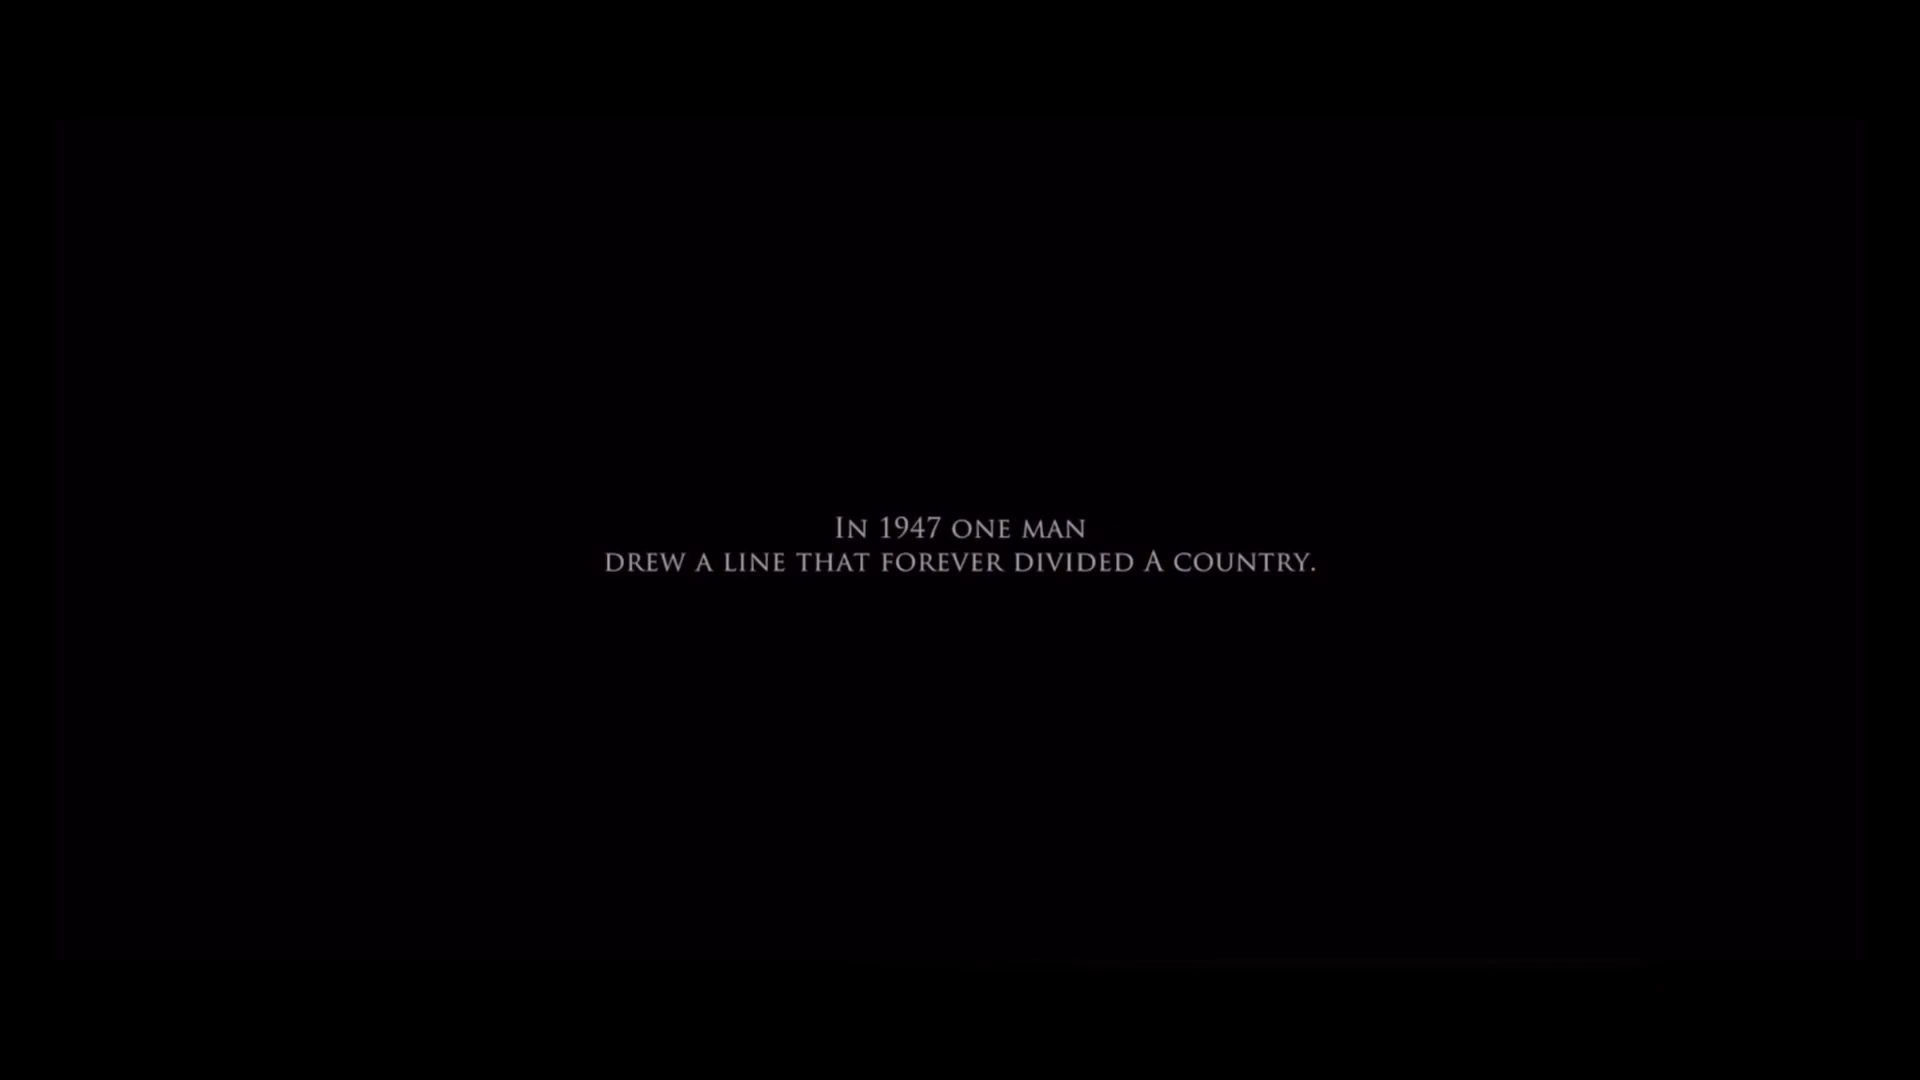 In 1947 one man
drew a line that forever divided A country.